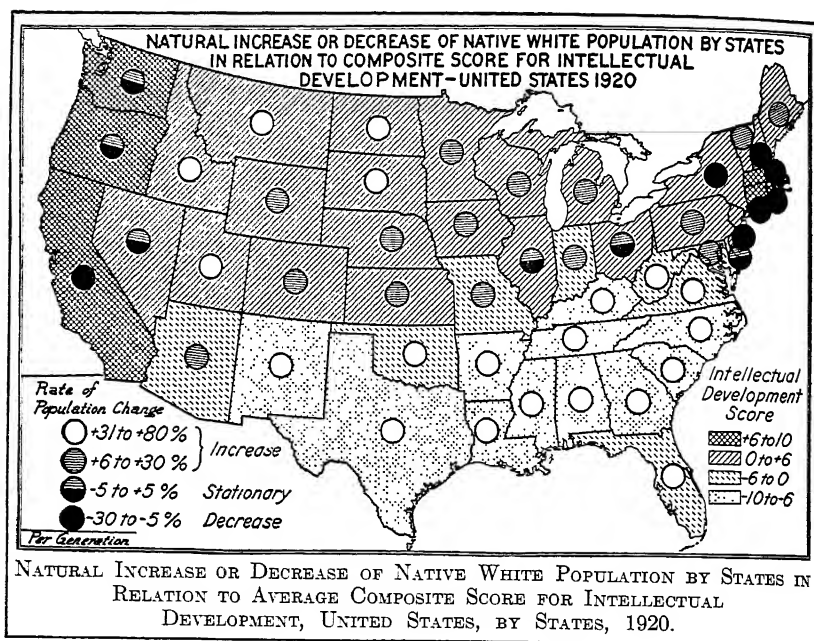 NATURAL INCREASE OR DECREASE OF NATIVE WHITE POPULATION BY STATES
IN RELATION TO COMPOSITE SCORE FOR INTELLECTUAL
DEVELOPMENT-UNITED STATES 1920
Rate of
Population Change
+31 to +80%
+6 to +30%
Increase
-5 to +5% Stationary
-30 to -5% Decrease
Per Generation
Intellectual
Development
Score
+6 to 10
0 to +6
-6 to 0
-10 to -6
NATURAL INCREASE OR DECREASE OF NATIVE WHITE POPULATION BY STATES IN
RELATION TO AVERAGE COMPOSITE SCORE FOR INTELLECTUAL
DEVELOPMENT, UNITED STATES, BY STATES, 1920.